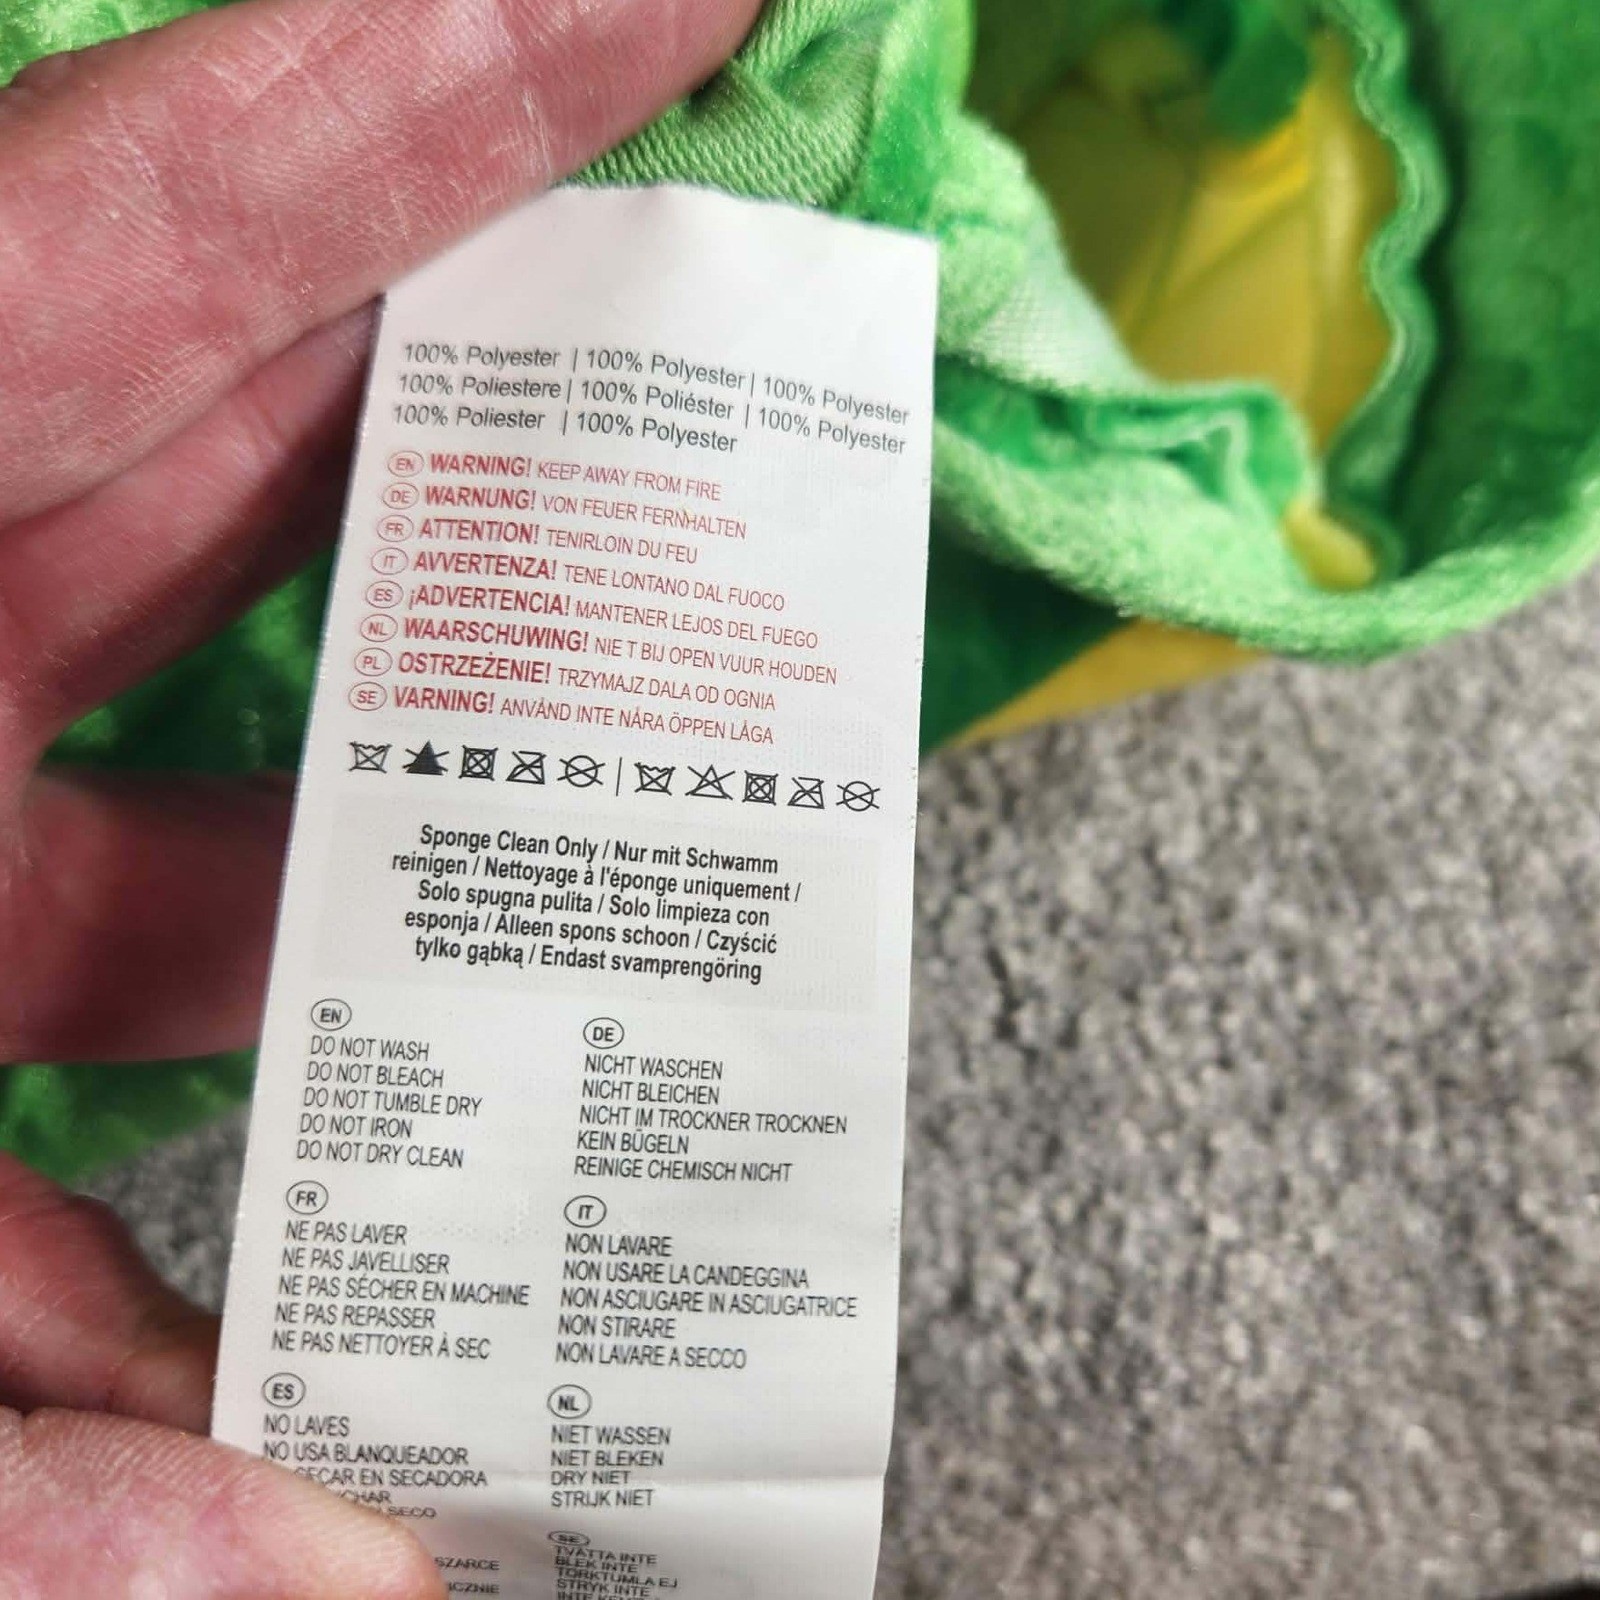 100% Polyester | 100% Polyester | 100% Polyester
100% Poliestere | 100% Poliéster | 100% Polyester
100% Poliester | 100% Polyester
EN WARNING! KEEP AWAY FROM FIRE
DE WARNUNG! VON FEUER FERNHALTEN
FR ATTENTION! TENIRLOIN DU FEU
IT AVVERTENZA! TENE LONTANO DAL FUOCO
ES ¡ADVERTENCIA! MANTENER LEJOS DEL FUEGO
NL WAARSCHUWING! NIE T BIJ OPEN VUUR HOUDEN
PL OSTRZEŻENIE! TRZYMAJZ DALA OD OGNIA
SE VARNING! ANVÄND INTE NÄRA ÖPPEN LÅGA
Sponge Clean Only / Nur mit Schwamm
reinigen / Nettoyage à l'éponge uniquement /
Solo spugna pulita / Solo limpieza con
esponja / Alleen spons schoon / Czyścić
tylko gąbką / Endast svamprengöring
EN
DO NOT WASH
DO NOT BLEACH
DO NOT TUMBLE DRY
DO NOT IRON
DO NOT DRY CLEAN
DE
NICHT WASCHEN
NICHT BLEICHEN
NICHT IM TROCKNER TROCKNEN
KEIN BÜGELN
REINIGE CHEMISCH NICHT
FR
NE PAS LAVER
NE PAS JAVELLISER
NE PAS SÉCHER EN MACHINE
NE PAS REPASSER
NE PAS NETTOYER À SEC
IT
NON LAVARE
NON USARE LA CANDEGGINA
NON ASCIUGARE IN ASCIUGATRICE
NON STIRARE
NON LAVARE A SECCO
ES
NO LAVES
NO USA BLANQUEADOR
EN SECADORA
SECO
NL
NIET WASSEN
NIET BLEKEN
DRY NIET
STRIJK NIET
SE
TVÄTTA INTE
BLEK INTE
TORKTUMLA EJ
STRYK INTE
INTE